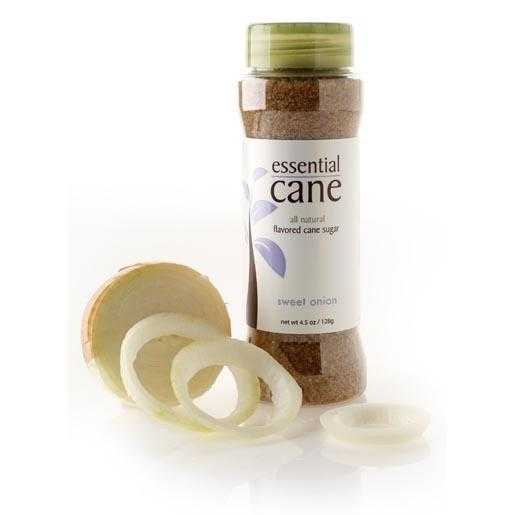 essential
cane
all natural
flavored cane sugar
sweet onion
net wt 4.5 oz / 128g